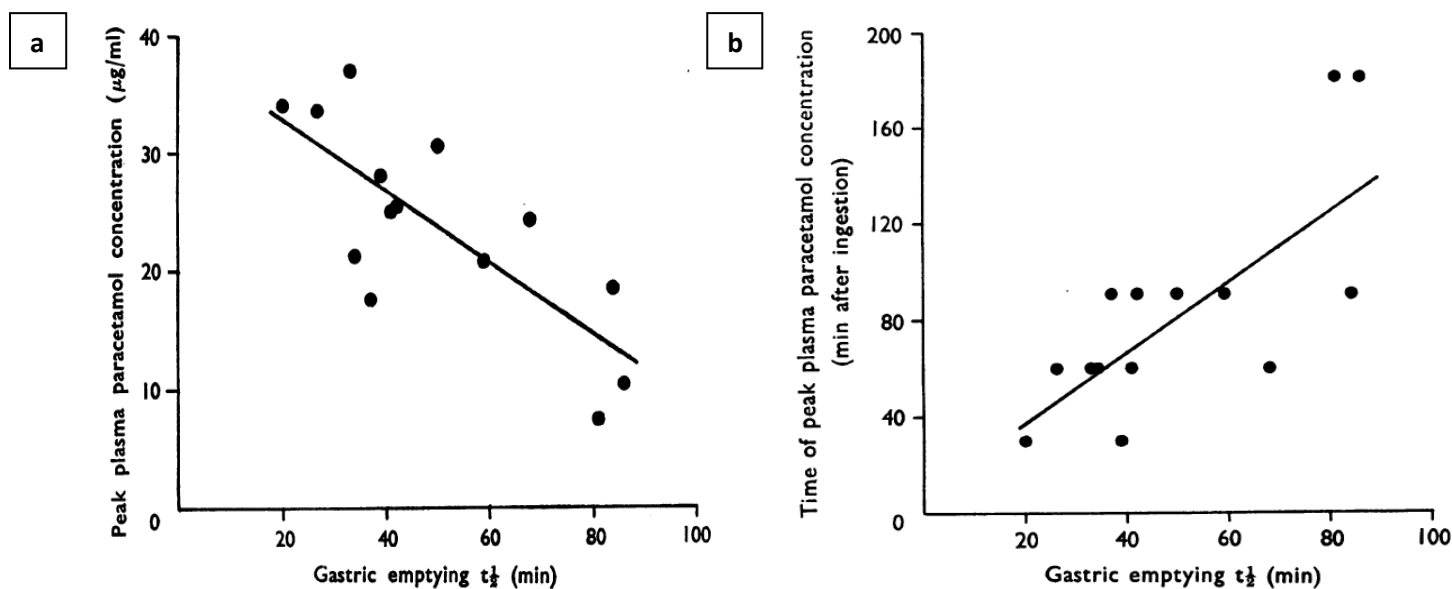 a
Peak plasma paracetamol concentration (μg/ml)
40
30
20
10
0
20 40 60 80 100
Gastric emptying t½ (min)
b
Time of peak plasma paracetamol concentration
(min after ingestion)
200
160
120
80
40
0
20 40 60 80 100
Gastric emptying t½ (min)